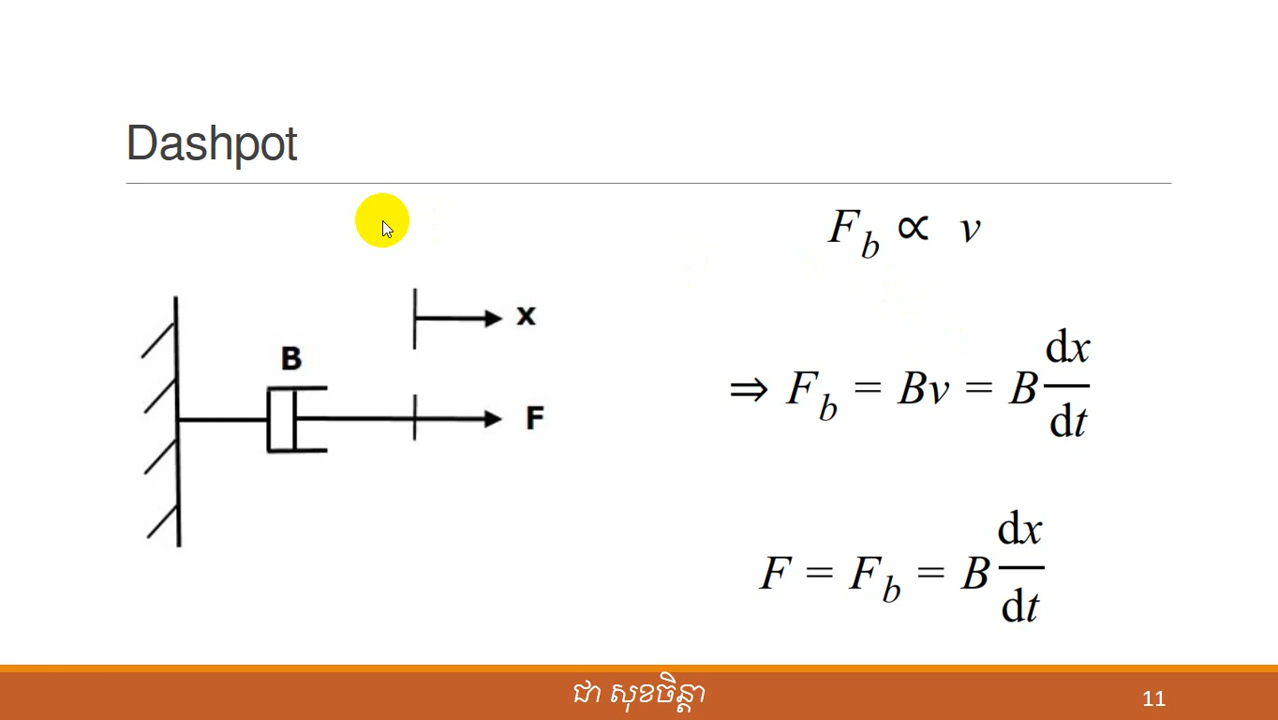 Dashpot
F_b ∝ v
x
B
F
⇒ F_b = Bv = B dx/dt
F = F_b = B dx/dt
ជា សុខចិន្តា
11